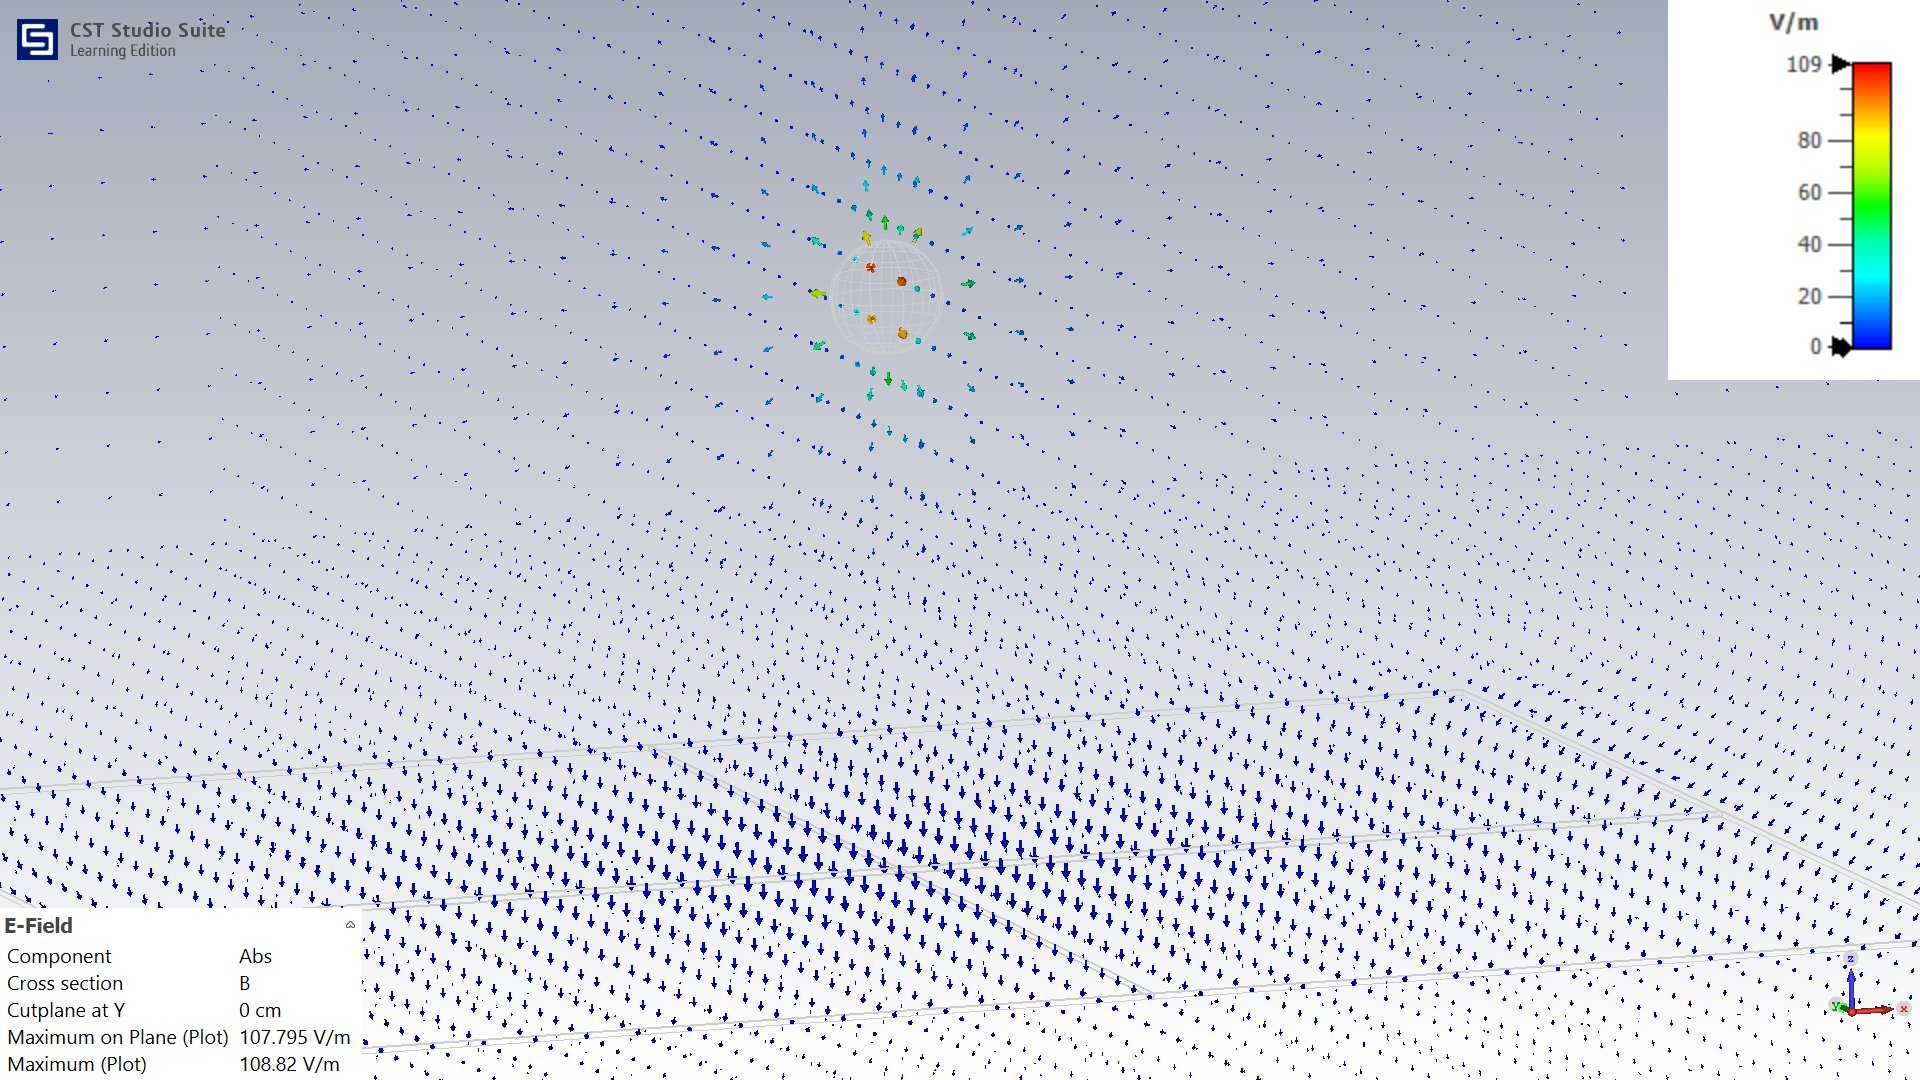 CST Studio Suite
Learning Edition
V/m
109
80
60
40
20
0
E-Field
Component Abs
Cross section B
Cutplane at Y 0 cm
Maximum on Plane (Plot) 107.795 V/m
Maximum (Plot) 108.82 V/m
z
Y
x